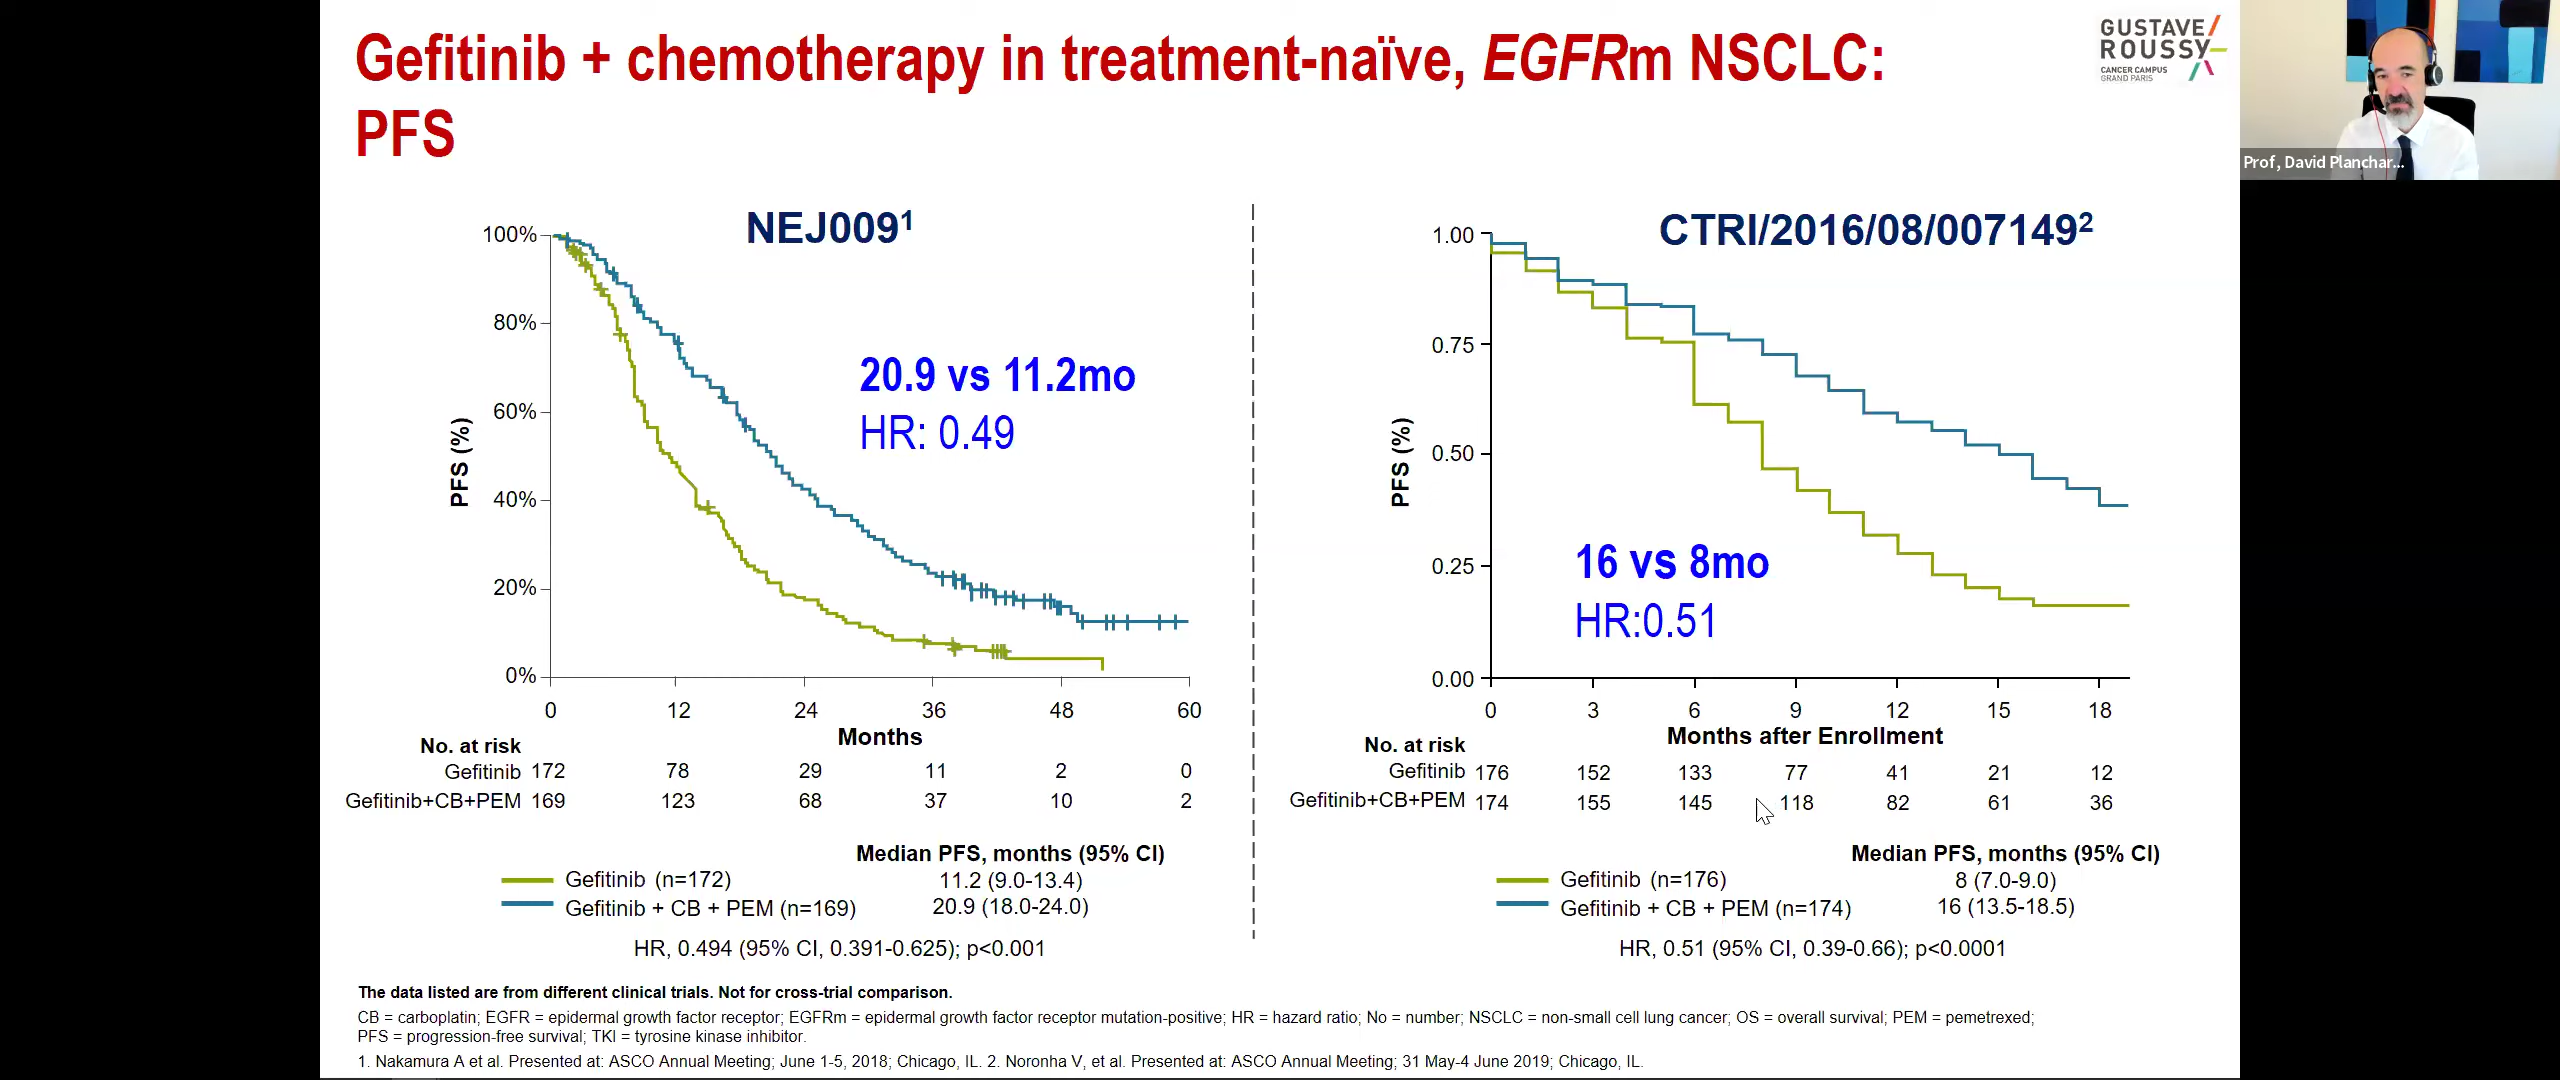 Gefitinib + chemotherapy in treatment-naïve, EGFRm NSCLC:
PFS
GUSTAVE/
ROUSSY
CANCER CAMPUS
GRAND PARIS
Prof, David Planchar...
NEJ009¹
100%
80%
60%
40%
20%
0%
PFS (%)
20.9 vs 11.2mo
HR: 0.49
0 12 24 36 48 60
Months
No. at risk
Gefitinib 172 78 29 11 2 0
Gefitinib+CB+PEM 169 123 68 37 10 2
Median PFS, months (95% CI)
Gefitinib (n=172) 11.2 (9.0-13.4)
Gefitinib + CB + PEM (n=169) 20.9 (18.0-24.0)
HR, 0.494 (95% CI, 0.391-0.625); p<0.001
CTRI/2016/08/007149²
1.00
0.75
0.50
0.25
0.00
PFS (%)
16 vs 8mo
HR:0.51
0 3 6 9 12 15 18
Months after Enrollment
No. at risk
Gefitinib 176 152 133 77 41 21 12
Gefitinib+CB+PEM 174 155 145 118 82 61 36
Median PFS, months (95% CI)
Gefitinib (n=176) 8 (7.0-9.0)
Gefitinib + CB + PEM (n=174) 16 (13.5-18.5)
HR, 0.51 (95% CI, 0.39-0.66); p<0.0001
The data listed are from different clinical trials. Not for cross-trial comparison.
CB = carboplatin; EGFR = epidermal growth factor receptor; EGFRm = epidermal growth factor receptor mutation-positive; HR = hazard ratio; No = number; NSCLC = non-small cell lung cancer; OS = overall survival; PEM = pemetrexed;
PFS = progression-free survival; TKI = tyrosine kinase inhibitor.
1. Nakamura A et al. Presented at: ASCO Annual Meeting; June 1-5, 2018; Chicago, IL. 2. Noronha V, et al. Presented at: ASCO Annual Meeting; 31 May-4 June 2019; Chicago, IL.